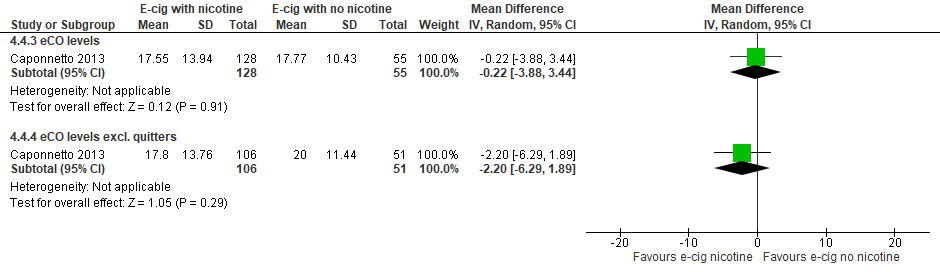 E-cig with nicotine E-cig with no nicotine Mean Difference Mean Difference
Study or Subgroup Mean SD Total Mean SD Total Weight IV, Random, 95% CI IV, Random, 95% CI
4.4.3 eCO levels
Caponnetto 2013 17.55 13.94 128 17.77 10.43 55 100.0% -0.22 [-3.88, 3.44]
Subtotal (95% CI) 128 55 100.0% -0.22 [-3.88, 3.44]
Heterogeneity: Not applicable
Test for overall effect: Z = 0.12 (P = 0.91)
4.4.4 eCO levels excl. quitters
Caponnetto 2013 17.8 13.76 106 20 11.44 51 100.0% -2.20 [-6.29, 1.89]
Subtotal (95% CI) 106 51 100.0% -2.20 [-6.29, 1.89]
Heterogeneity: Not applicable
Test for overall effect: Z = 1.05 (P = 0.29)
-20 -10 0 10 20
Favours e-cig nicotine Favours e-cig no nicotine